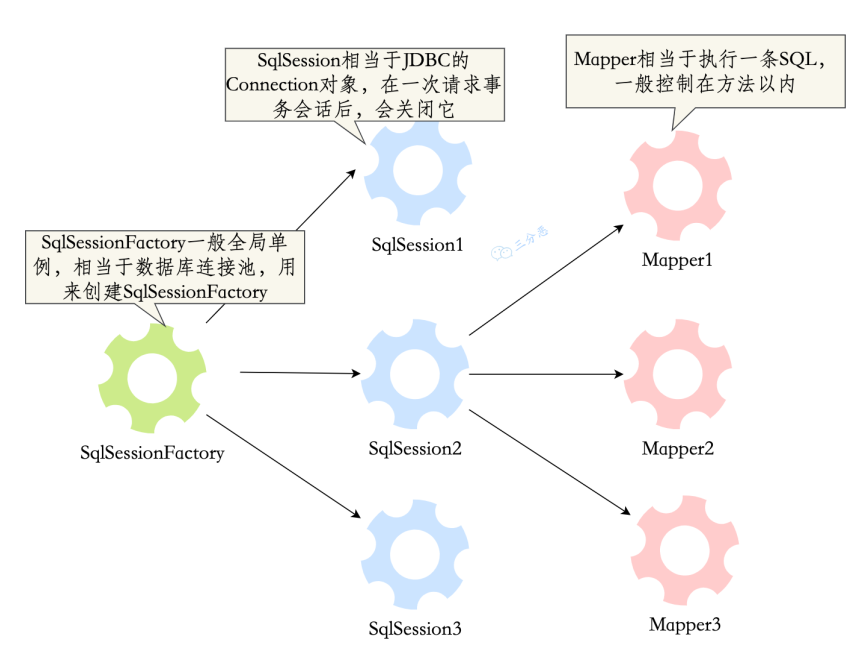 SqlSession相当于JDBC的
Connection对象，在一次请求事
务会话后，会关闭它
Mapper相当于执行一条SQL，
一般控制在方法以内
SqlSession1
三分恶
Mapper1
SqlSessionFactory一般全局单
例，相当于数据库连接池，用
来创建SqlSessionFactory
SqlSessionFactory
SqlSession2
Mapper2
SqlSession3
Mapper3